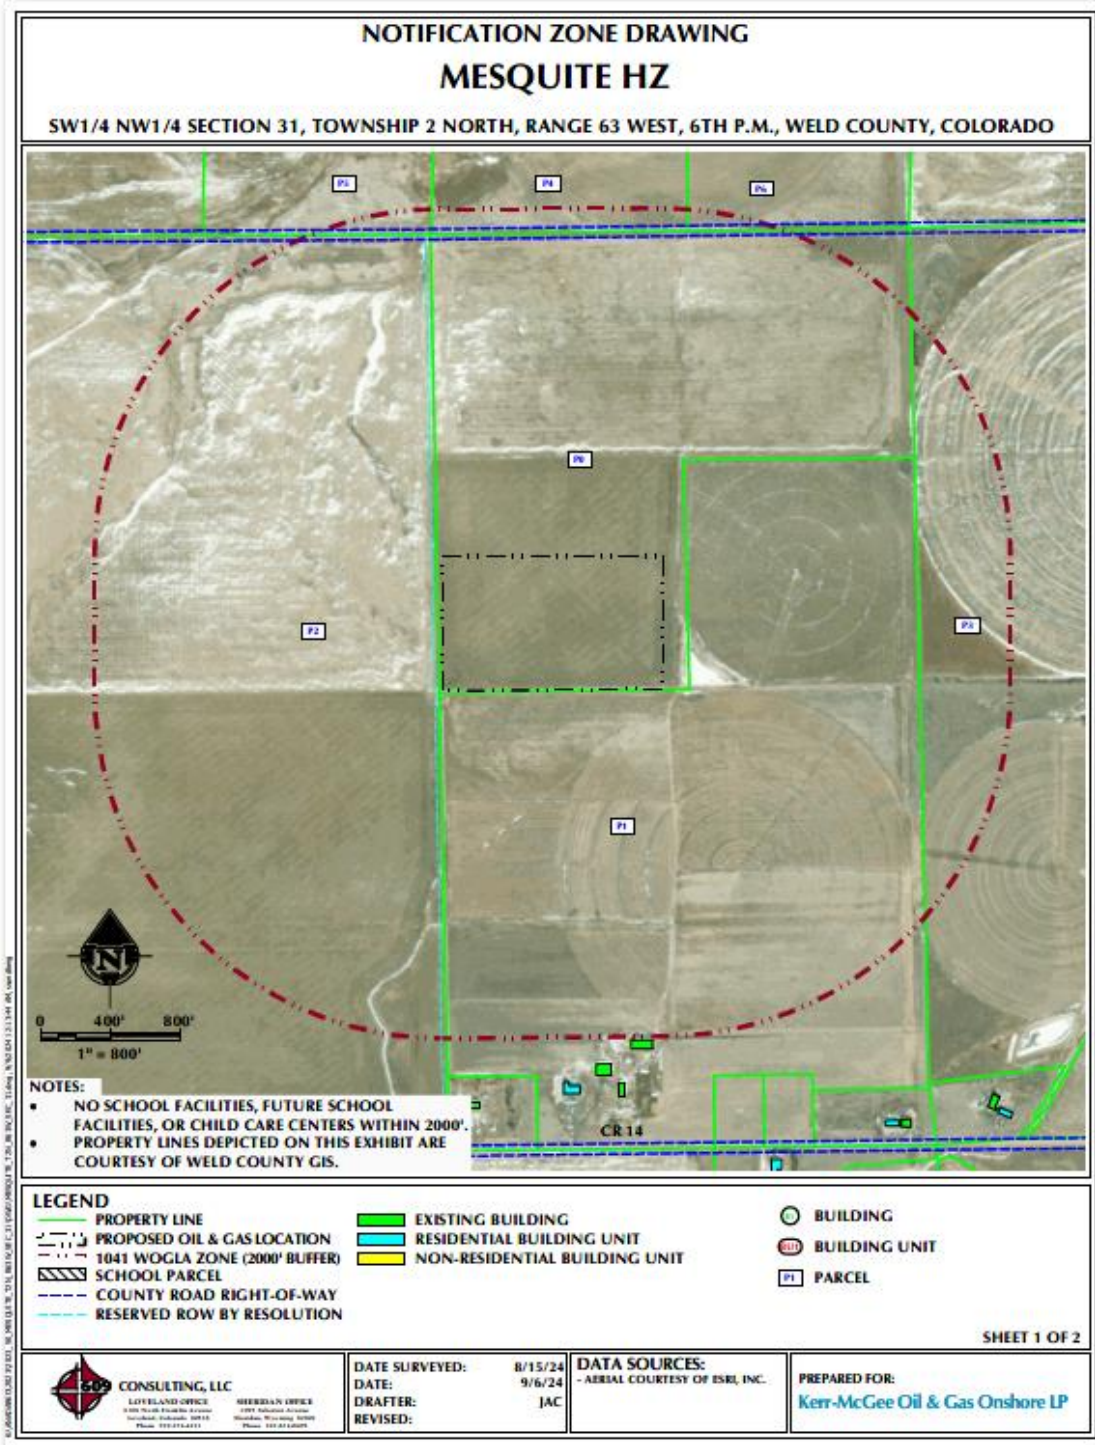 NOTIFICATION ZONE DRAWING
MESQUITE HZ
SW1/4 NW1/4 SECTION 31, TOWNSHIP 2 NORTH, RANGE 63 WEST, 6TH P.M., WELD COUNTY, COLORADO
P5 P4 P6
P0
P2 P3
P1
N
0 400' 800'
1" = 800'
CR 14
NOTES:
• NO SCHOOL FACILITIES, FUTURE SCHOOL
FACILITIES, OR CHILD CARE CENTERS WITHIN 2000'.
• PROPERTY LINES DEPICTED ON THIS EXHIBIT ARE
COURTESY OF WELD COUNTY GIS.
LEGEND
PROPERTY LINE
PROPOSED OIL & GAS LOCATION
1041 WOGLA ZONE (2000' BUFFER)
SCHOOL PARCEL
COUNTY ROAD RIGHT-OF-WAY
RESERVED ROW BY RESOLUTION
EXISTING BUILDING
RESIDENTIAL BUILDING UNIT
NON-RESIDENTIAL BUILDING UNIT
BUILDING
BUILDING UNIT
P1 PARCEL
SHEET 1 OF 2
609 CONSULTING, LLC
LOVELAND OFFICE SHERIDAN OFFICE
DATE SURVEYED: 8/15/24
DATE: 9/6/24
DRAFTER: JAC
REVISED:
DATA SOURCES:
- AERIAL COURTESY OF ESRI, INC.
PREPARED FOR:
Kerr-McGee Oil & Gas Onshore LP